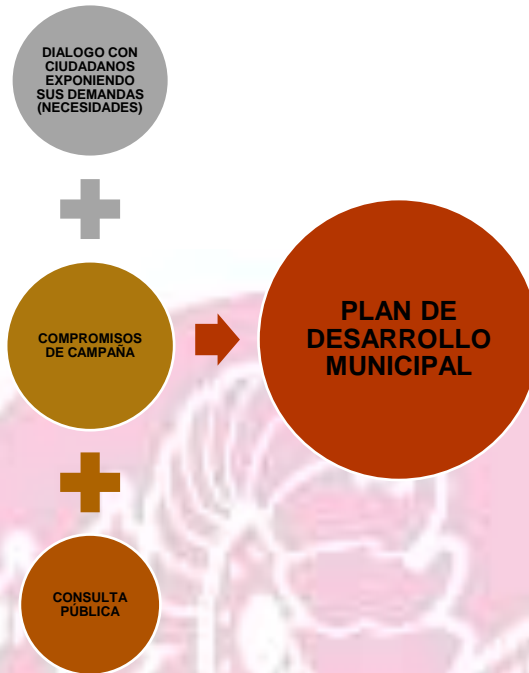 DIALOGO CON
CIUDADANOS
EXPONIENDO
SUS DEMANDAS
(NECESIDADES)
COMPROMISOS
DE CAMPAÑA
PLAN DE
DESARROLLO
MUNICIPAL
CONSULTA
PÚBLICA